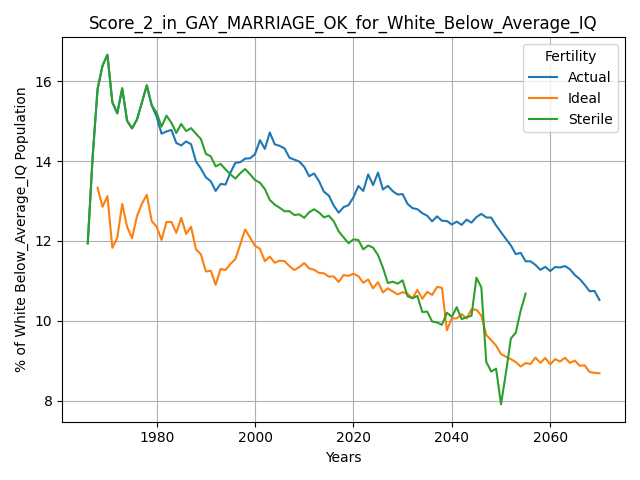 Score_2_in_GAY_MARRIAGE_OK_for_White_Below_Average_IQ
Fertility
Actual
Ideal
Sterile
% of White Below_Average_IQ Population
16
14
12
10
8
1980
2000
2020
2040
2060
Years